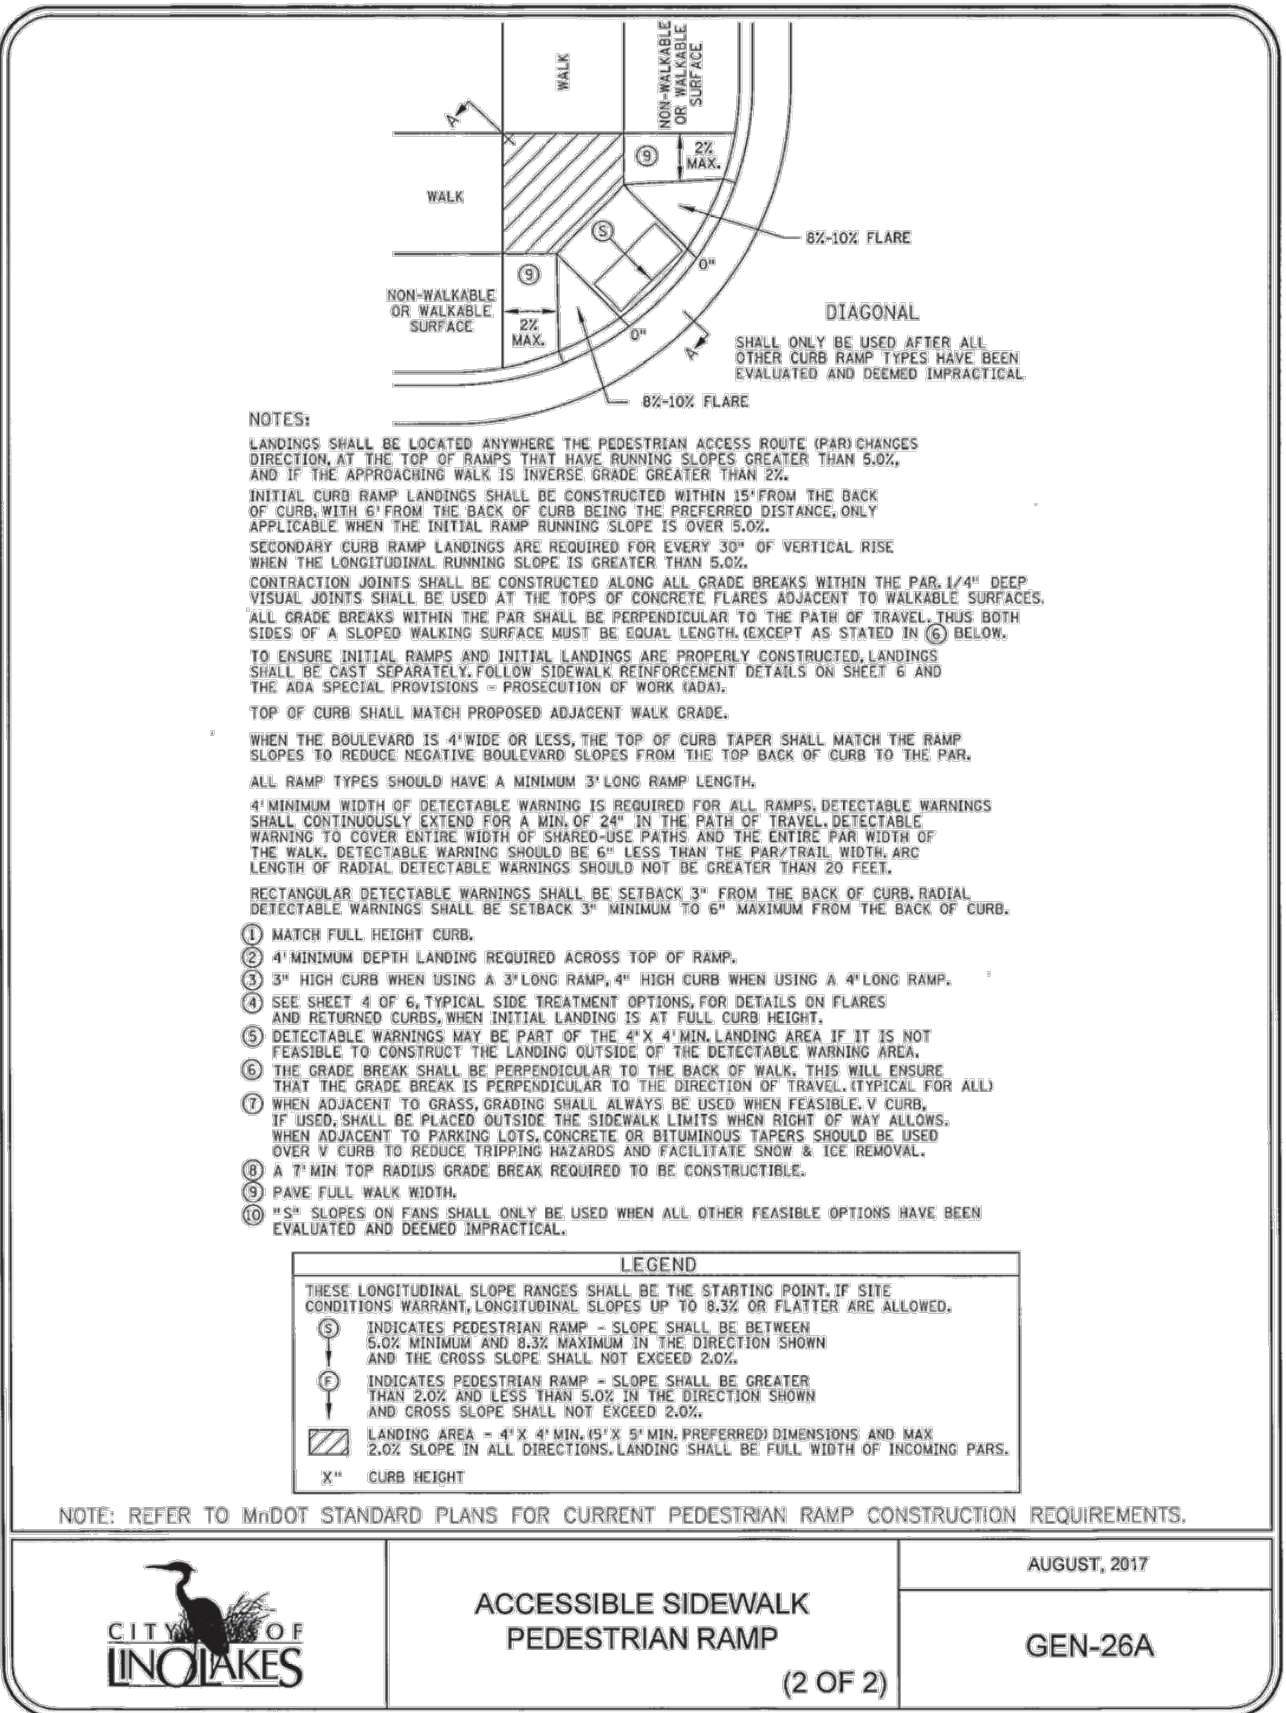 WALK
NON-WALKABLE
OR WALKABLE
SURFACE
A
9
2%
MAX.
WALK
S
8%-10% FLARE
0"
9
NON-WALKABLE
OR WALKABLE
SURFACE
2%
MAX.
0"
A
DIAGONAL
SHALL ONLY BE USED AFTER ALL
OTHER CURB RAMP TYPES HAVE BEEN
EVALUATED AND DEEMED IMPRACTICAL
8%-10% FLARE
NOTES:
LANDINGS SHALL BE LOCATED ANYWHERE THE PEDESTRIAN ACCESS ROUTE (PAR) CHANGES
DIRECTION, AT THE TOP OF RAMPS THAT HAVE RUNNING SLOPES GREATER THAN 5.0%,
AND IF THE APPROACHING WALK IS INVERSE GRADE GREATER THAN 2%.
INITIAL CURB RAMP LANDINGS SHALL BE CONSTRUCTED WITHIN 15' FROM THE BACK
OF CURB, WITH 6' FROM THE BACK OF CURB BEING THE PREFERRED DISTANCE, ONLY
APPLICABLE WHEN THE INITIAL RAMP RUNNING SLOPE IS OVER 5.0%.
SECONDARY CURB RAMP LANDINGS ARE REQUIRED FOR EVERY 30" OF VERTICAL RISE
WHEN THE LONGITUDINAL RUNNING SLOPE IS GREATER THAN 5.0%.
CONTRACTION JOINTS SHALL BE CONSTRUCTED ALONG ALL GRADE BREAKS WITHIN THE PAR. 1/4" DEEP
VISUAL JOINTS SHALL BE USED AT THE TOPS OF CONCRETE FLARES ADJACENT TO WALKABLE SURFACES.
ALL GRADE BREAKS WITHIN THE PAR SHALL BE PERPENDICULAR TO THE PATH OF TRAVEL. THUS BOTH
SIDES OF A SLOPED WALKING SURFACE MUST BE EQUAL LENGTH. (EXCEPT AS STATED IN 6 BELOW.
TO ENSURE INITIAL RAMPS AND INITIAL LANDINGS ARE PROPERLY CONSTRUCTED, LANDINGS
SHALL BE CAST SEPARATELY. FOLLOW SIDEWALK REINFORCEMENT DETAILS ON SHEET 6 AND
THE ADA SPECIAL PROVISIONS - PROSECUTION OF WORK (ADA).
TOP OF CURB SHALL MATCH PROPOSED ADJACENT WALK GRADE.
WHEN THE BOULEVARD IS 4' WIDE OR LESS, THE TOP OF CURB TAPER SHALL MATCH THE RAMP
SLOPES TO REDUCE NEGATIVE BOULEVARD SLOPES FROM THE TOP BACK OF CURB TO THE PAR.
ALL RAMP TYPES SHOULD HAVE A MINIMUM 3' LONG RAMP LENGTH.
4' MINIMUM WIDTH OF DETECTABLE WARNING IS REQUIRED FOR ALL RAMPS. DETECTABLE WARNINGS
SHALL CONTINUOUSLY EXTEND FOR A MIN. OF 24" IN THE PATH OF TRAVEL. DETECTABLE
WARNING TO COVER ENTIRE WIDTH OF SHARED-USE PATHS AND THE ENTIRE PAR WIDTH OF
THE WALK. DETECTABLE WARNING SHOULD BE 6" LESS THAN THE PAR/TRAIL WIDTH. ARC
LENGTH OF RADIAL DETECTABLE WARNINGS SHOULD NOT BE GREATER THAN 20 FEET.
RECTANGULAR DETECTABLE WARNINGS SHALL BE SETBACK 3" FROM THE BACK OF CURB. RADIAL
DETECTABLE WARNINGS SHALL BE SETBACK 3" MINIMUM TO 6" MAXIMUM FROM THE BACK OF CURB.
1 MATCH FULL HEIGHT CURB.
2 4' MINIMUM DEPTH LANDING REQUIRED ACROSS TOP OF RAMP.
3 3" HIGH CURB WHEN USING A 3' LONG RAMP, 4" HIGH CURB WHEN USING A 4' LONG RAMP.
4 SEE SHEET 4 OF 6, TYPICAL SIDE TREATMENT OPTIONS, FOR DETAILS ON FLARES
AND RETURNED CURBS, WHEN INITIAL LANDING IS AT FULL CURB HEIGHT.
5 DETECTABLE WARNINGS MAY BE PART OF THE 4' X 4' MIN. LANDING AREA IF IT IS NOT
FEASIBLE TO CONSTRUCT THE LANDING OUTSIDE OF THE DETECTABLE WARNING AREA.
6 THE GRADE BREAK SHALL BE PERPENDICULAR TO THE BACK OF WALK. THIS WILL ENSURE
THAT THE GRADE BREAK IS PERPENDICULAR TO THE DIRECTION OF TRAVEL. (TYPICAL FOR ALL)
7 WHEN ADJACENT TO GRASS, GRADING SHALL ALWAYS BE USED WHEN FEASIBLE. V CURB,
IF USED, SHALL BE PLACED OUTSIDE THE SIDEWALK LIMITS WHEN RIGHT OF WAY ALLOWS.
WHEN ADJACENT TO PARKING LOTS, CONCRETE OR BITUMINOUS TAPERS SHOULD BE USED
OVER V CURB TO REDUCE TRIPPING HAZARDS AND FACILITATE SNOW & ICE REMOVAL.
8 A 7' MIN TOP RADIUS GRADE BREAK REQUIRED TO BE CONSTRUCTIBLE.
9 PAVE FULL WALK WIDTH.
10 "S" SLOPES ON FANS SHALL ONLY BE USED WHEN ALL OTHER FEASIBLE OPTIONS HAVE BEEN
EVALUATED AND DEEMED IMPRACTICAL.
LEGEND
THESE LONGITUDINAL SLOPE RANGES SHALL BE THE STARTING POINT. IF SITE
CONDITIONS WARRANT, LONGITUDINAL SLOPES UP TO 8.3% OR FLATTER ARE ALLOWED.
S INDICATES PEDESTRIAN RAMP - SLOPE SHALL BE BETWEEN
5.0% MINIMUM AND 8.3% MAXIMUM IN THE DIRECTION SHOWN
AND THE CROSS SLOPE SHALL NOT EXCEED 2.0%.
F INDICATES PEDESTRIAN RAMP - SLOPE SHALL BE GREATER
THAN 2.0% AND LESS THAN 5.0% IN THE DIRECTION SHOWN
AND CROSS SLOPE SHALL NOT EXCEED 2.0%.
LANDING AREA - 4' X 4' MIN. (5' X 5' MIN. PREFERRED) DIMENSIONS AND MAX
2.0% SLOPE IN ALL DIRECTIONS. LANDING SHALL BE FULL WIDTH OF INCOMING PARS.
X" CURB HEIGHT
NOTE: REFER TO MnDOT STANDARD PLANS FOR CURRENT PEDESTRIAN RAMP CONSTRUCTION REQUIREMENTS.
CITY OF
LINO LAKES
ACCESSIBLE SIDEWALK
PEDESTRIAN RAMP
(2 OF 2)
AUGUST, 2017
GEN-26A